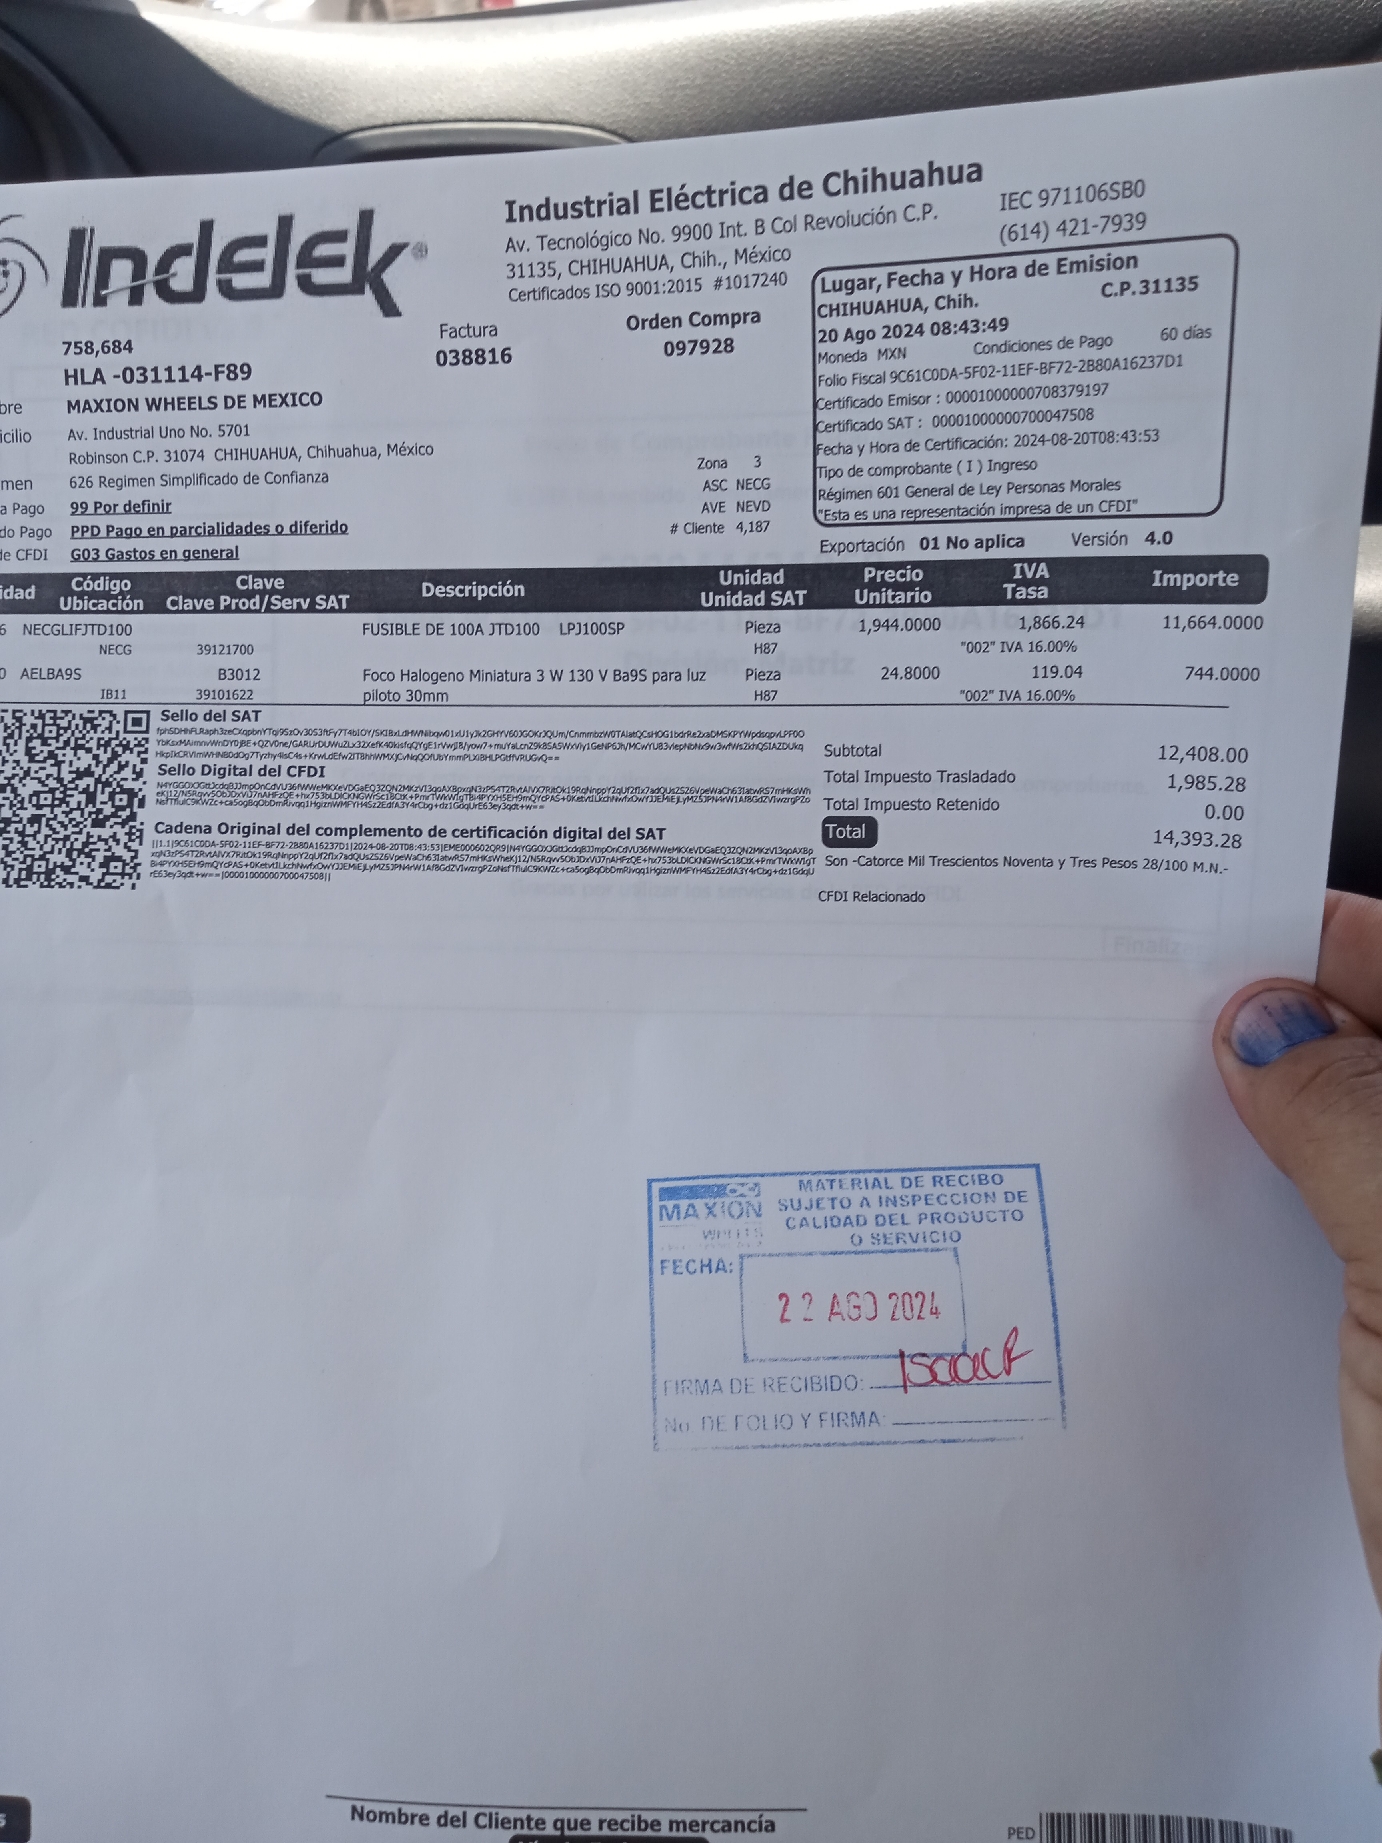 Indelek®
Industrial Eléctrica de Chihuahua
Av. Tecnológico No. 9900 Int. B Col Revolución C.P.
31135, CHIHUAHUA, Chih., México
Certificados ISO 9001:2015 #1017240
IEC 971106SB0
(614) 421-7939
Factura
038816
Orden Compra
097928
Lugar, Fecha y Hora de Emision
CHIHUAHUA, Chih. C.P.31135
20 Ago 2024 08:43:49
Moneda MXN Condiciones de Pago 60 días
Folio Fiscal 9C61C0DA-5F02-11EF-BF72-2B80A16237D1
Certificado Emisor : 00001000000708379197
Certificado SAT : 00001000000700047508
Fecha y Hora de Certificación: 2024-08-20T08:43:53
Tipo de comprobante ( I ) Ingreso
Régimen 601 General de Ley Personas Morales
"Esta es una representación impresa de un CFDI"
758,684
HLA -031114-F89
bre MAXION WHEELS DE MEXICO
icilio Av. Industrial Uno No. 5701
Robinson C.P. 31074 CHIHUAHUA, Chihuahua, México
men 626 Regimen Simplificado de Confianza
a Pago 99 Por definir
do Pago PPD Pago en parcialidades o diferido
de CFDI G03 Gastos en general
Zona 3
ASC NECG
AVE NEVD
# Cliente 4,187
Exportación 01 No aplica Versión 4.0
idad Código Clave Descripción Unidad Precio IVA Importe
Ubicación Clave Prod/Serv SAT Unidad SAT Unitario Tasa
6 NECGLIFJTD100 FUSIBLE DE 100A JTD100 LPJ100SP Pieza 1,944.0000 1,866.24 11,664.0000
NECG 39121700 H87 "002" IVA 16.00%
0 AELBA9S B3012 Foco Halogeno Miniatura 3 W 130 V Ba9S para luz Pieza 24.8000 119.04 744.0000
IB11 39101622 piloto 30mm H87 "002" IVA 16.00%
Sello del SAT
Sello Digital del CFDI
Cadena Original del complemento de certificación digital del SAT
Subtotal 12,408.00
Total Impuesto Trasladado 1,985.28
Total Impuesto Retenido 0.00
Total 14,393.28
Son -Catorce Mil Trescientos Noventa y Tres Pesos 28/100 M.N.-
CFDI Relacionado
MAXION
WHEELS
MATERIAL DE RECIBO
SUJETO A INSPECCION DE
CALIDAD DEL PRODUCTO
O SERVICIO
FECHA:
22 AGO 2024
FIRMA DE RECIBIDO:
No DE FOLIO Y FIRMA:
Nombre del Cliente que recibe mercancía
PED